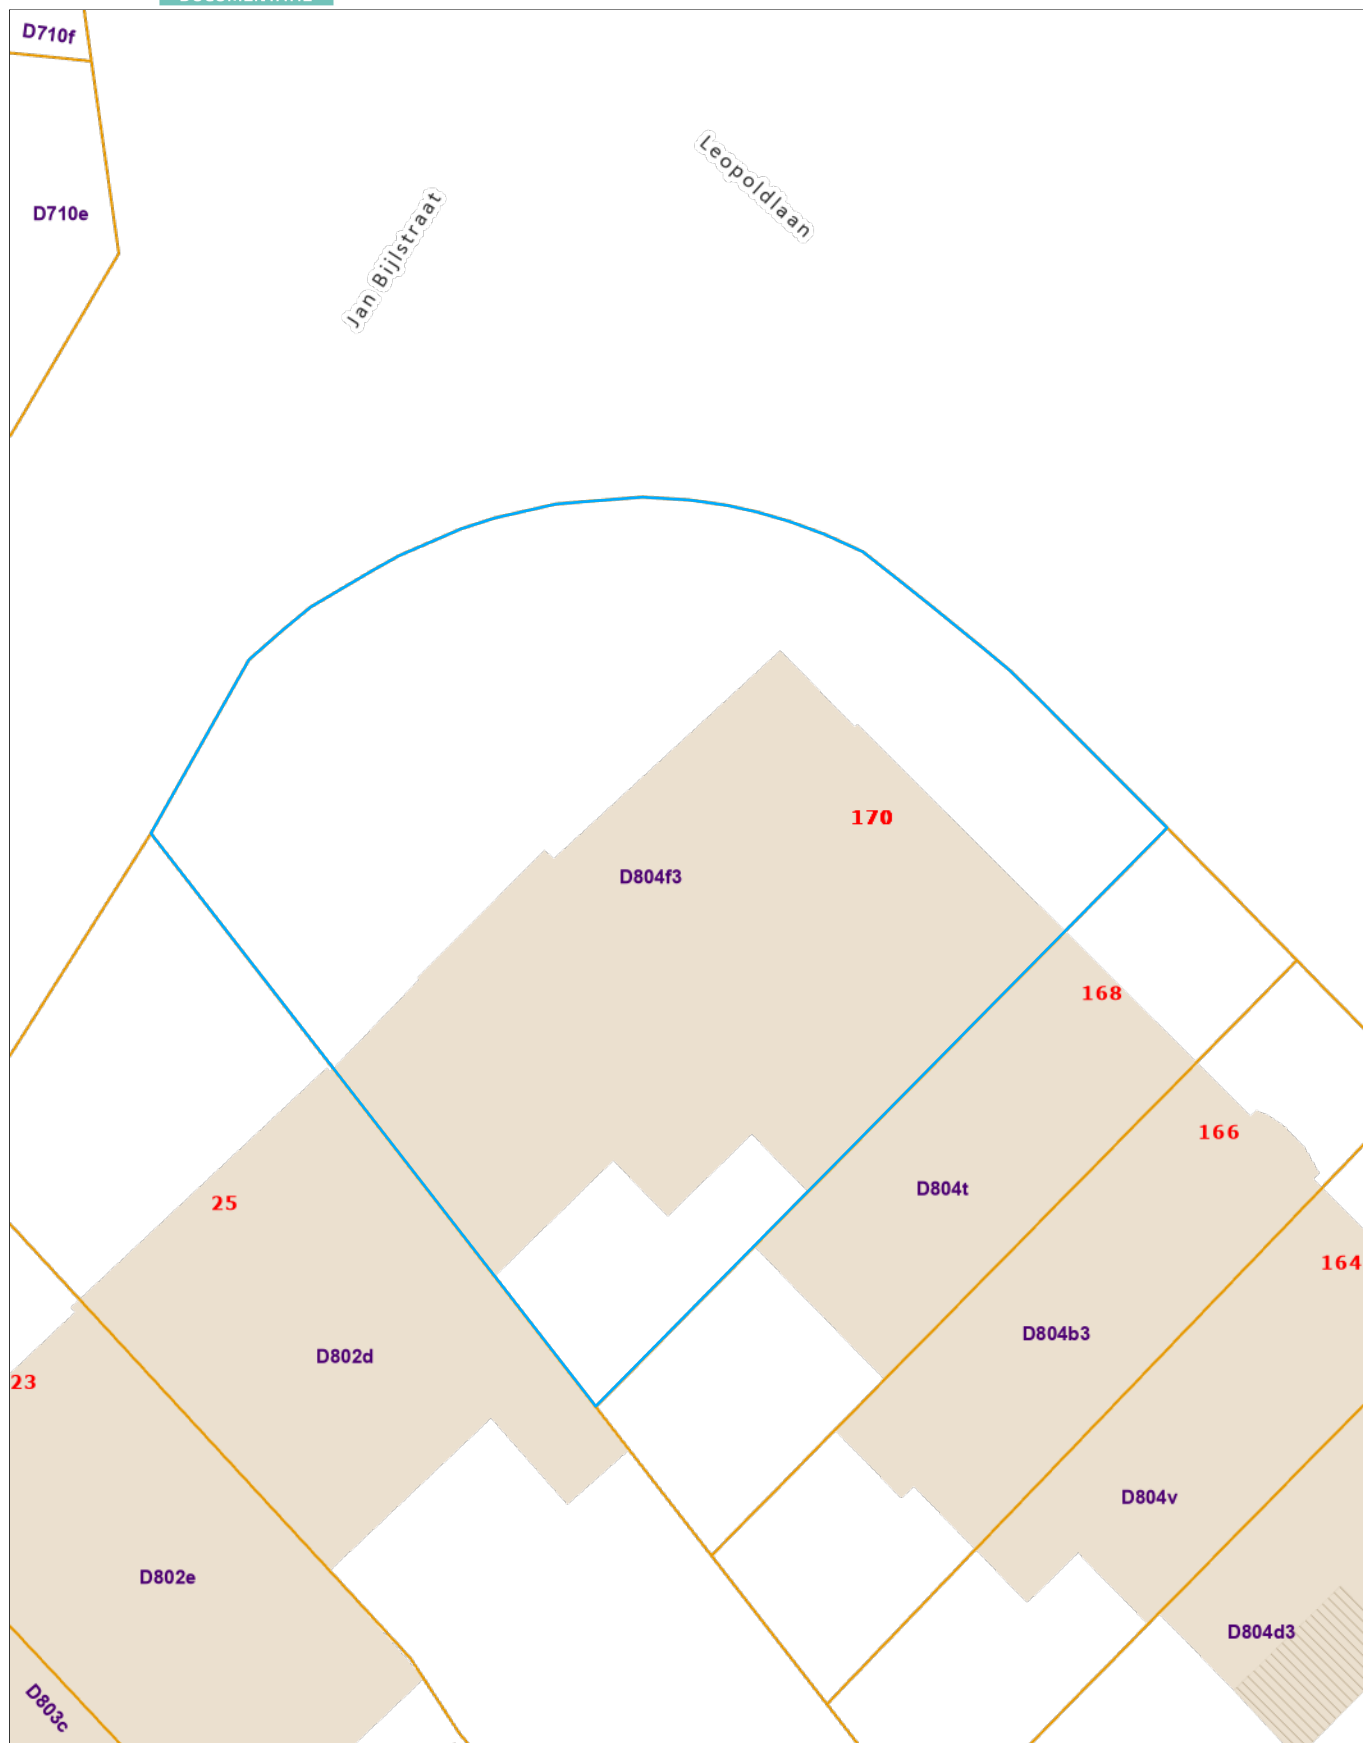 D710f
Leopoldlaan
Jan Bijlstraat
D710e
170
D804f3
168
166
D804t
25
164
D804b3
D802d
23
D804v
D802e
D804d3
D803c